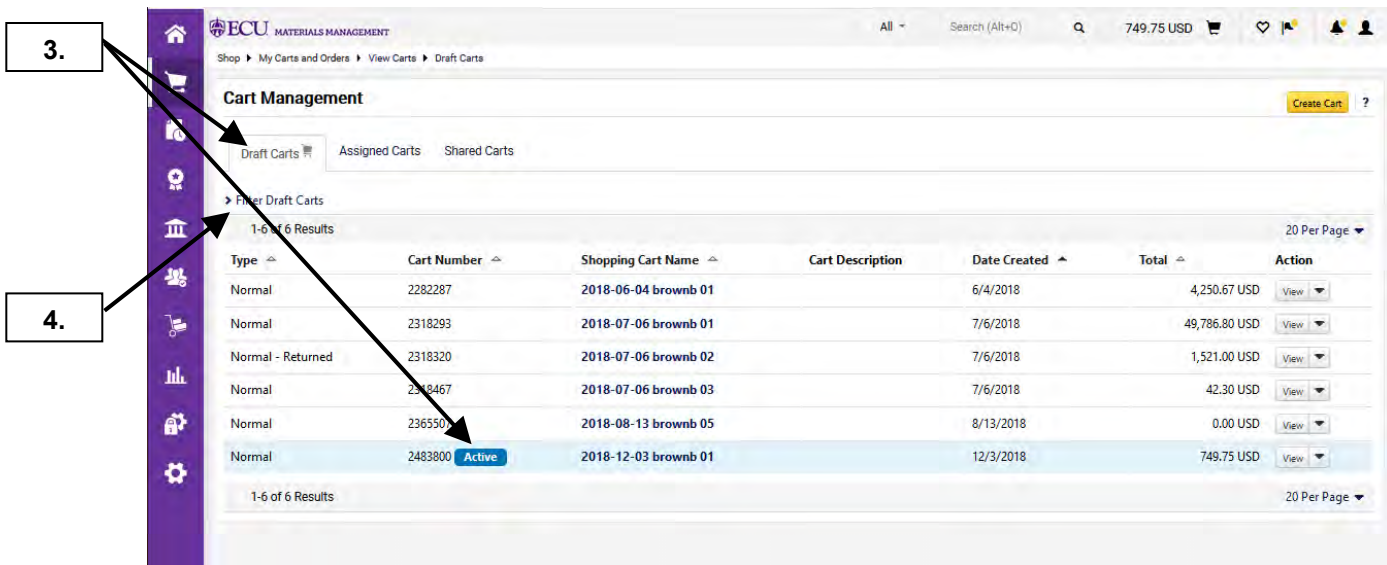 3.
4.
ECU MATERIALS MANAGEMENT All Search (Alt+Q) 749.75 USD
Shop My Carts and Orders View Carts Draft Carts
Cart Management Create Cart ?
Draft Carts Assigned Carts Shared Carts
Filter Draft Carts
1-6 of 6 Results 20 Per Page
Type Cart Number Shopping Cart Name Cart Description Date Created Total Action
Normal 2282287 2018-06-04 brownb 01 6/4/2018 4,250.67 USD View
Normal 2318293 2018-07-06 brownb 01 7/6/2018 49,786.80 USD View
Normal - Returned 2318320 2018-07-06 brownb 02 7/6/2018 1,521.00 USD View
Normal 2318467 2018-07-06 brownb 03 7/6/2018 42.30 USD View
Normal 2365507 2018-08-13 brownb 05 8/13/2018 0.00 USD View
Normal 2483800 Active 2018-12-03 brownb 01 12/3/2018 749.75 USD View
1-6 of 6 Results 20 Per Page